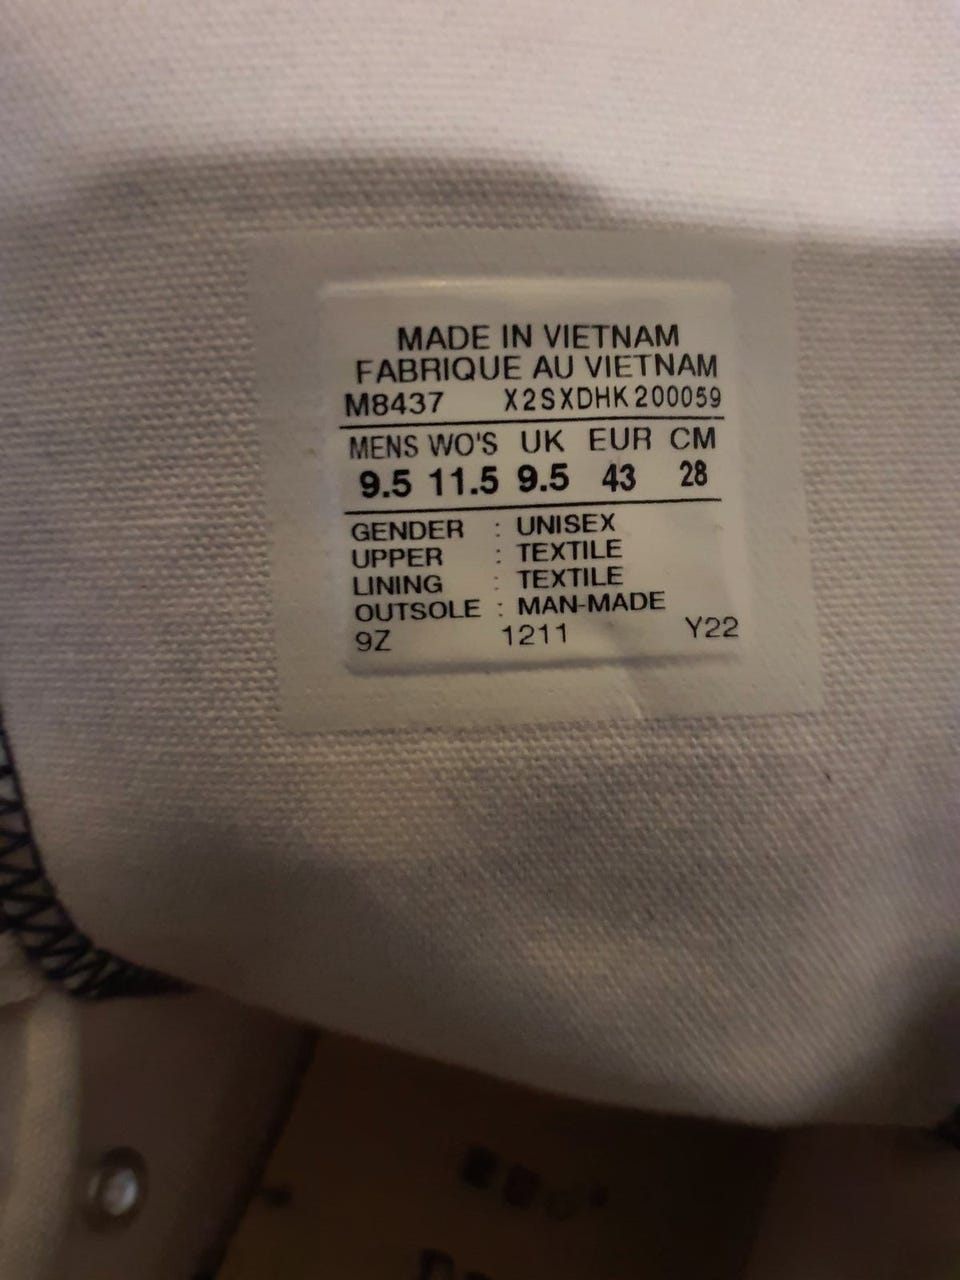 MADE IN VIETNAM
FABRIQUE AU VIETNAM
M8437 X2SXDHK200059
MENS WO'S UK EUR CM
9.5 11.5 9.5 43 28
GENDER : UNISEX
UPPER : TEXTILE
LINING : TEXTILE
OUTSOLE : MAN-MADE
9Z 1211 Y22